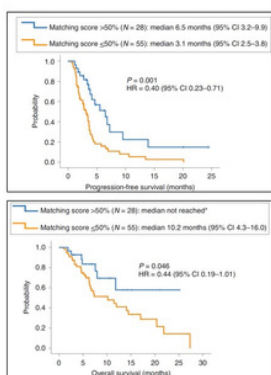 Matching score >50% (N = 28): median 6.5 months (95% CI 3.2–9.9)
Matching score ≤50% (N = 55): median 3.1 months (95% CI 2.5–3.8)
1.0
0.8
0.6
0.4
0.2
0.0
Probability
P = 0.001
HR = 0.40 (95% CI 0.23–0.71)
0 5 10 15 20 25
Progression-free survival (months)
Matching score >50% (N = 28): median not reached*
Matching score ≤50% (N = 55): median 10.2 months (95% CI 4.3–16.0)
1.0
0.8
0.6
0.4
0.2
0.0
Probability
P = 0.046
HR = 0.44 (95% CI 0.19–1.01)
0 5 10 15 20 25 30
Overall survival (months)